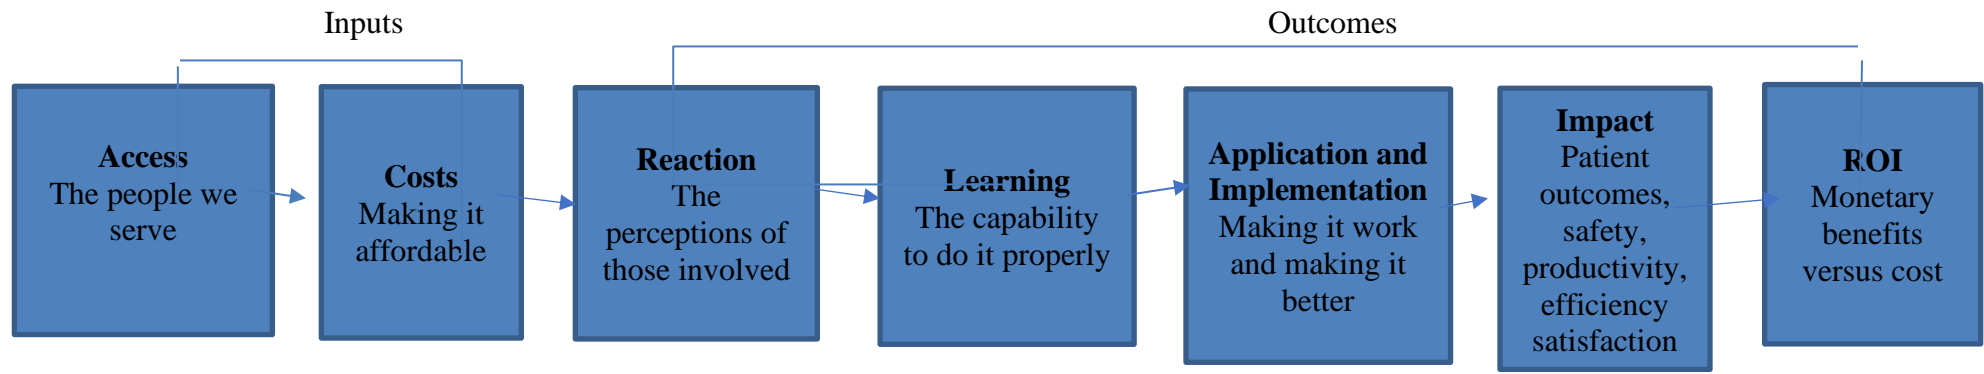 Inputs
Outcomes
Access
The people we
serve
Costs
Making it
affordable
Reaction
The
perceptions of
those involved
Learning
The capability
to do it properly
Application and
Implementation
Making it work
and making it
better
Impact
Patient
outcomes,
safety,
productivity,
efficiency
satisfaction
ROI
Monetary
benefits
versus cost